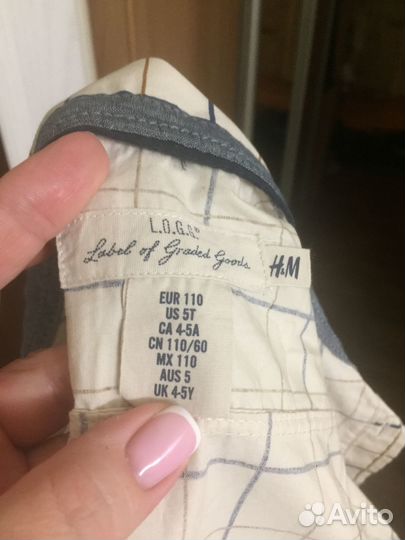 L.O.G.G.
Label of Graded Goods
H&M
EUR 110
US 5T
CA 4-5A
CN 110/60
MX 110
AUS 5
UK 4-5Y
Avito